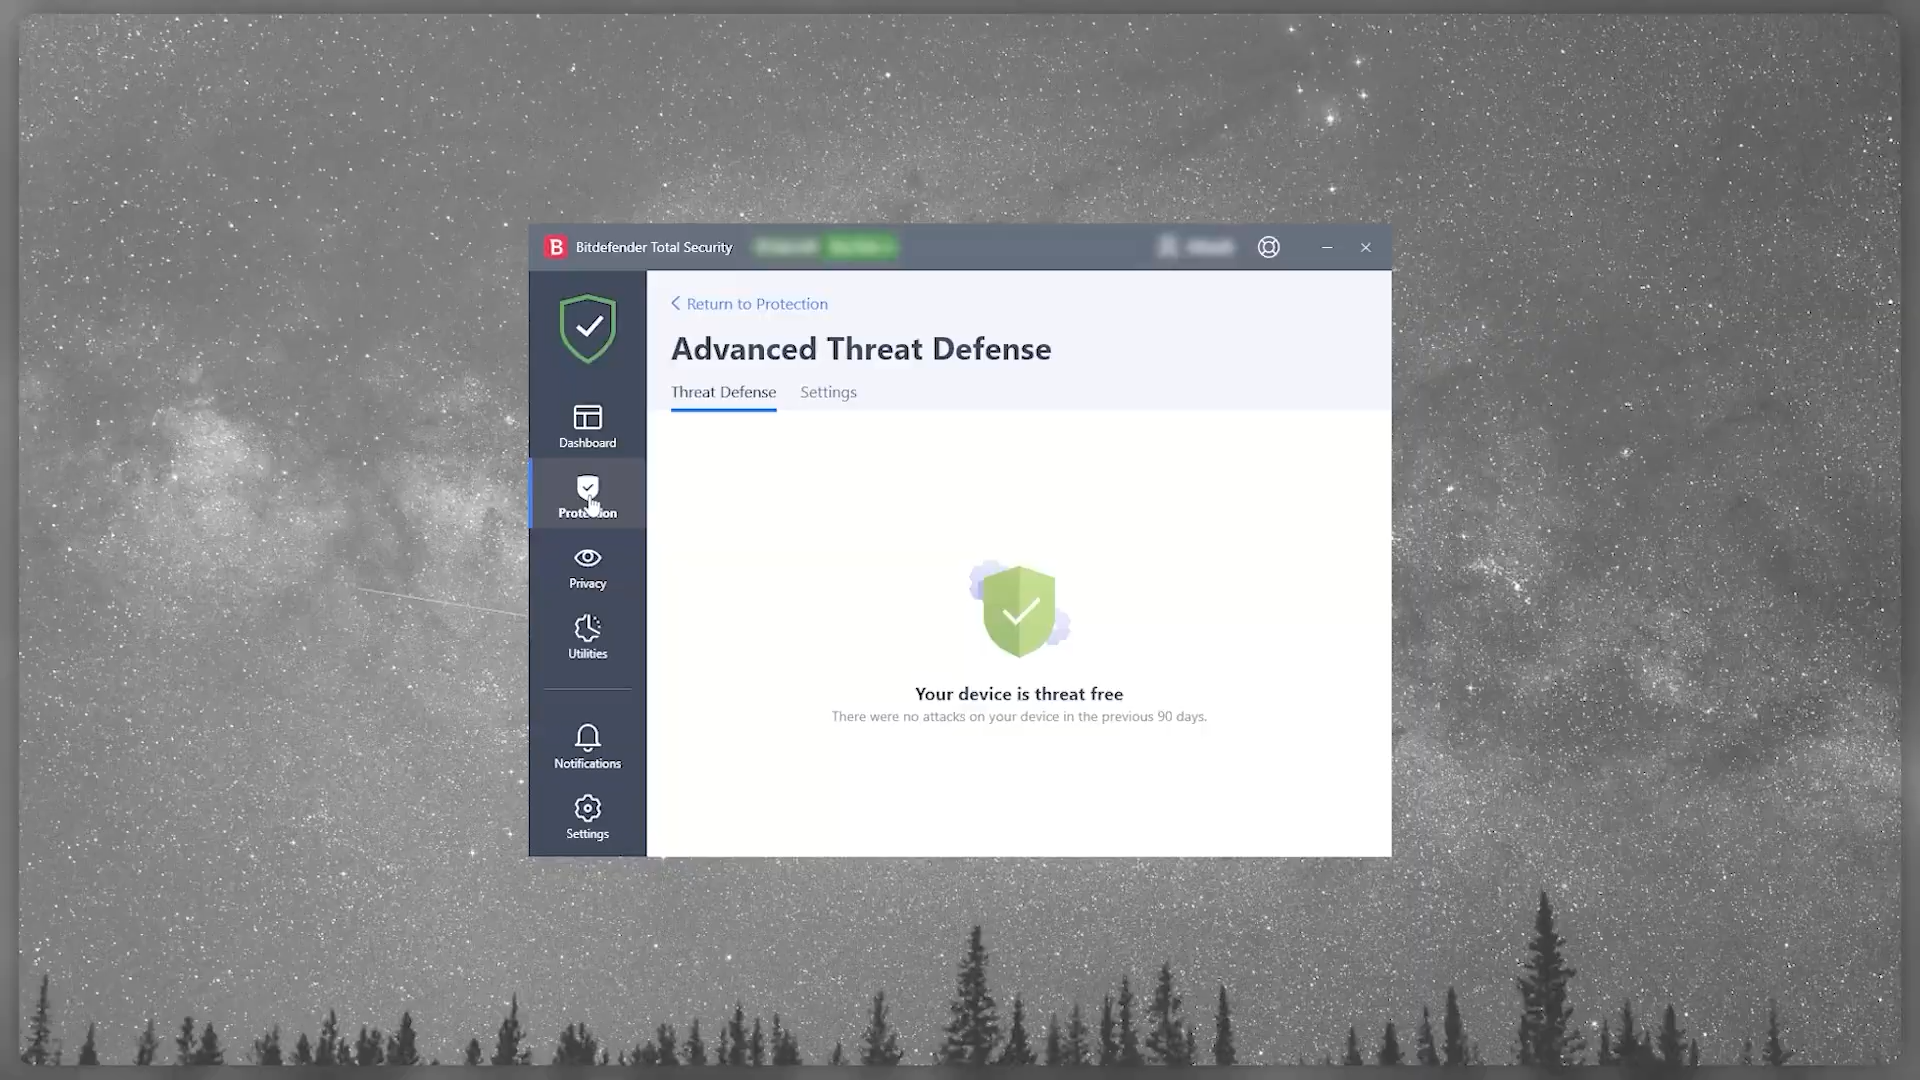 B Bitdefender Total Security
Return to Protection
Advanced Threat Defense
Threat Defense Settings
Dashboard
Protection
Privacy
Utilities
Notifications
Settings
Your device is threat free
There were no attacks on your device in the previous 90 days.